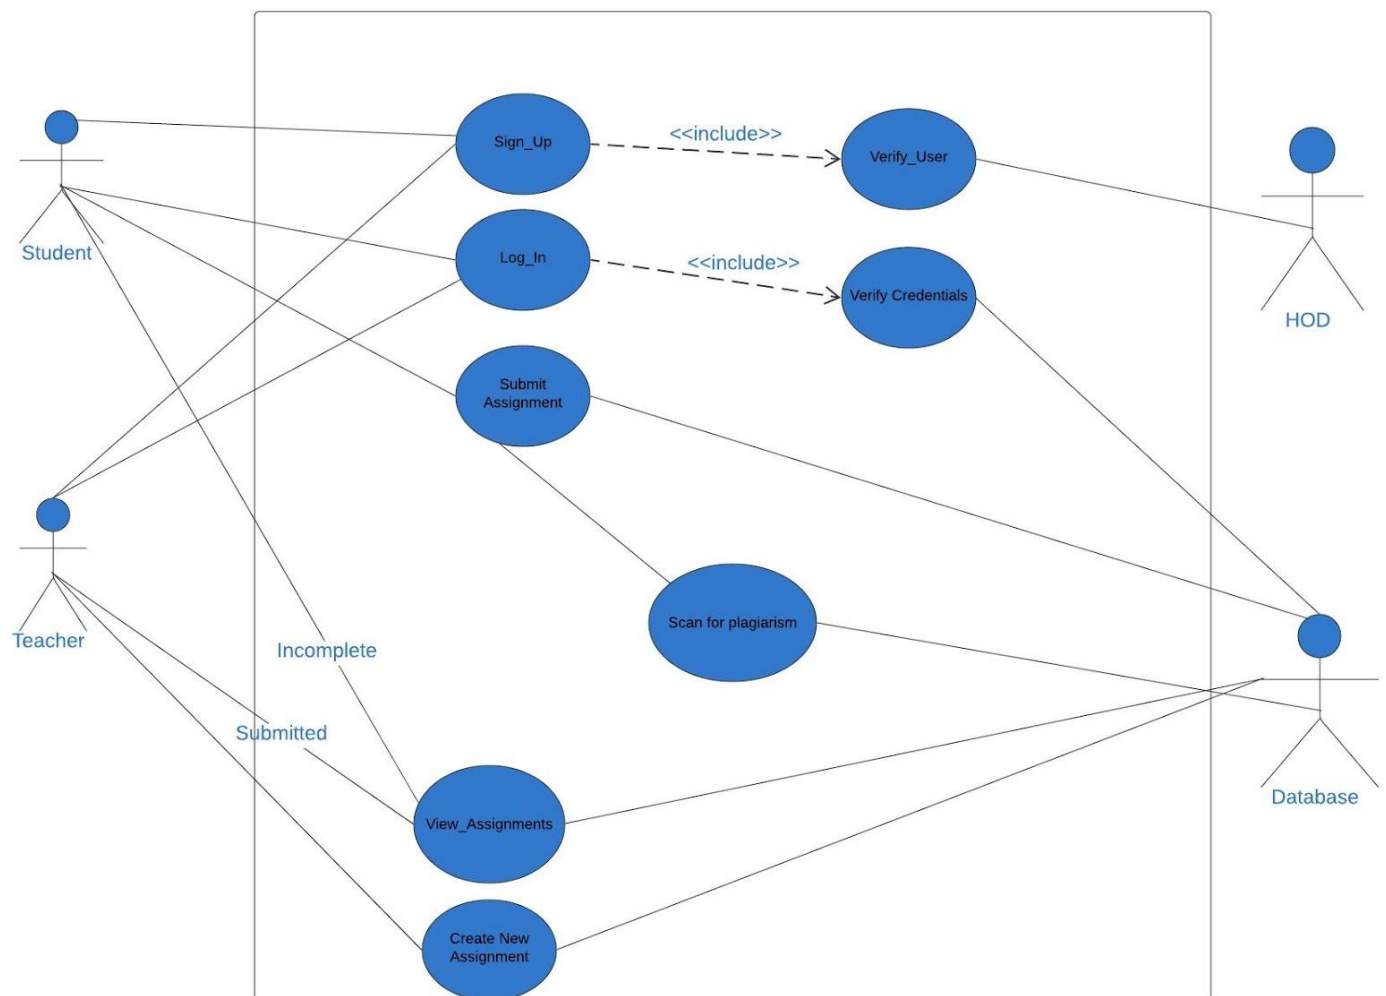 Sign_Up
<<include>>
Verify_User
Student
Log_In
<<include>>
Verify Credentials
HOD
Submit
Assignment
Scan for plagiarism
Teacher
Incomplete
Submitted
Database
View_Assignments
Create New
Assignment